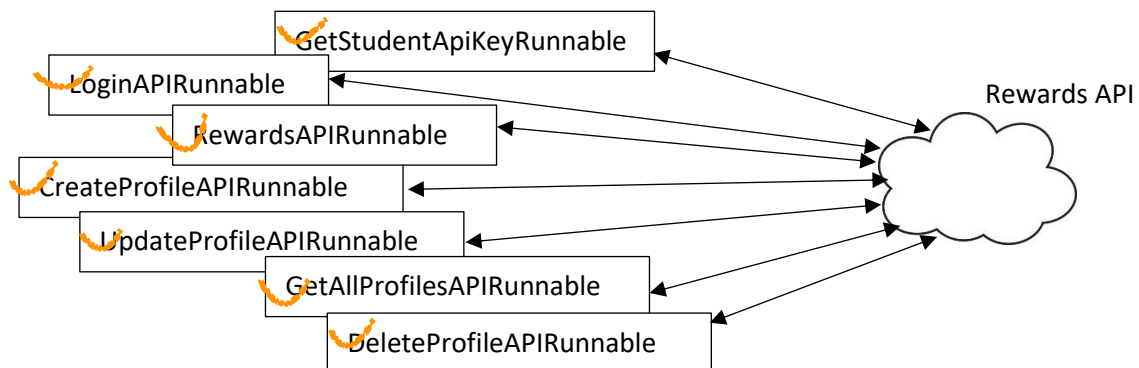 GetStudentApiKeyRunnable
LoginAPIRunnable
Rewards API
RewardsAPIRunnable
CreateProfileAPIRunnable
UpdateProfileAPIRunnable
GetAllProfilesAPIRunnable
DeleteProfileAPIRunnable